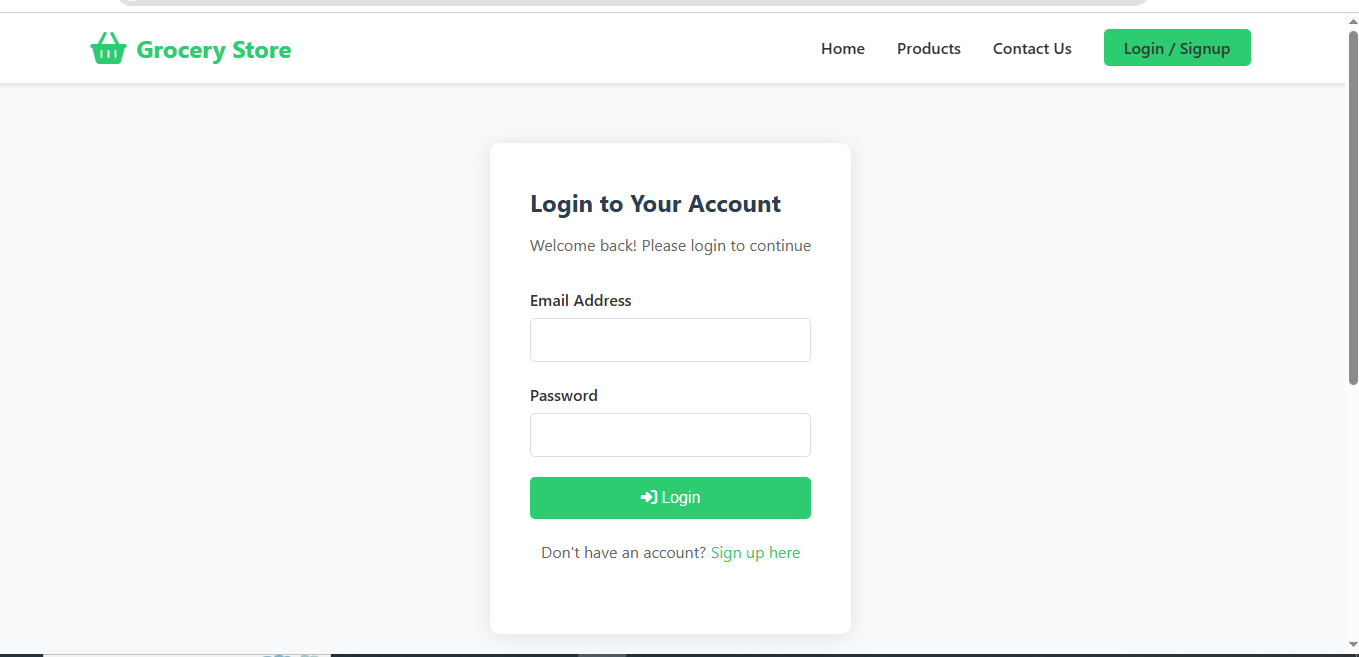 Grocery Store
Home
Products
Contact Us
Login / Signup
Login to Your Account
Welcome back! Please login to continue
Email Address
Password
Login
Don't have an account? Sign up here